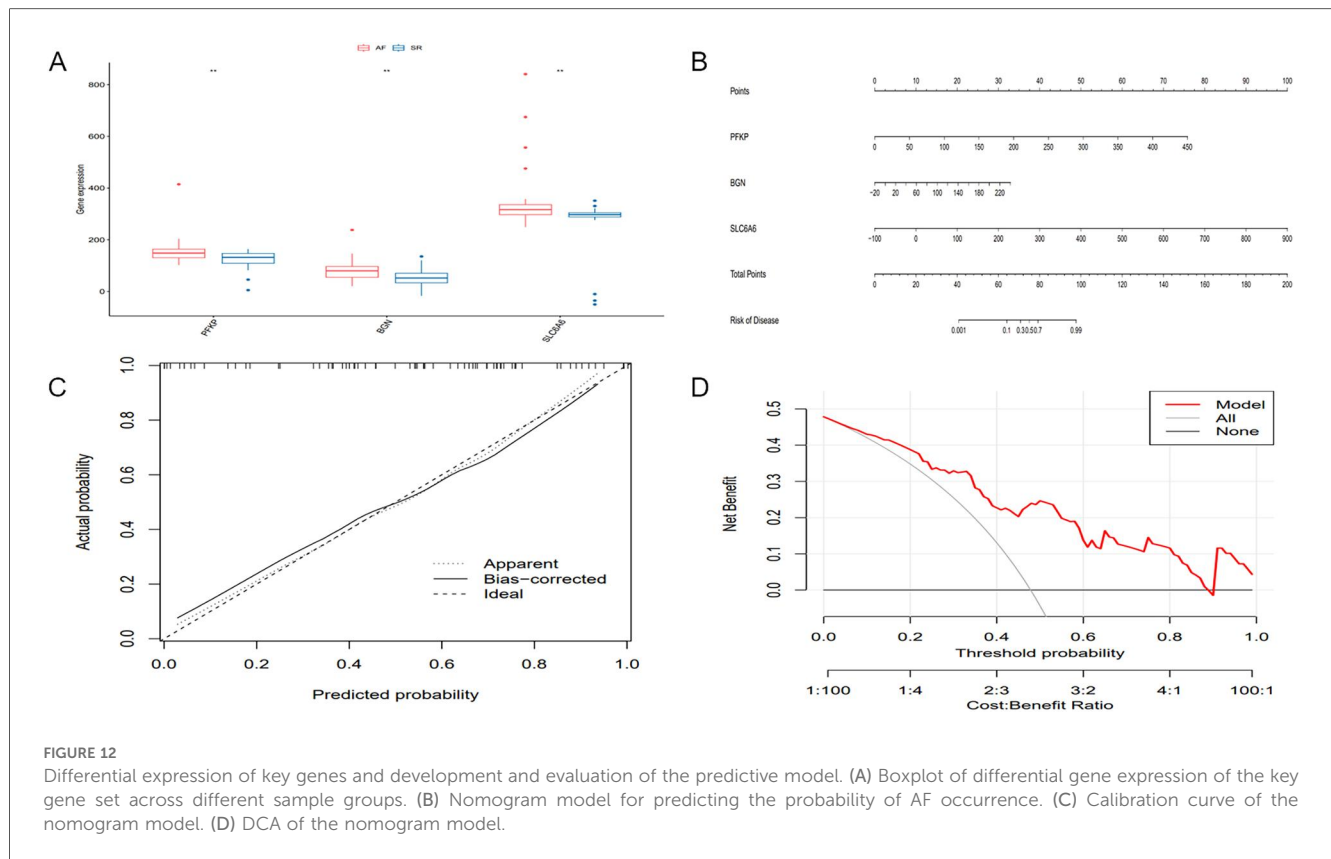 A
AF SR
** ** **
Gene expression
800
600
400
200
0
PFKP BGN SLC6A6
B
Points
0 10 20 30 40 50 60 70 80 90 100
PFKP
0 50 100 150 200 250 300 350 400 450
BGN
−20 20 60 100 140 180 220
SLC6A6
−100 0 100 200 300 400 500 600 700 800 900
Total Points
0 20 40 60 80 100 120 140 160 180 200
Risk of Disease
0.001 0.1 0.30.50.7 0.99
C
Actual probability
1.0
0.8
0.6
0.4
0.2
0.0
Apparent
Bias−corrected
Ideal
0.0 0.2 0.4 0.6 0.8 1.0
Predicted probability
D
Net Benefit
0.5
0.4
0.3
0.2
0.1
0.0
Model
All
None
0.0 0.2 0.4 0.6 0.8 1.0
Threshold probability
1:100 1:4 2:3 3:2 4:1 100:1
Cost:Benefit Ratio
FIGURE 12
Differential expression of key genes and development and evaluation of the predictive model. (A) Boxplot of differential gene expression of the key
gene set across different sample groups. (B) Nomogram model for predicting the probability of AF occurrence. (C) Calibration curve of the
nomogram model. (D) DCA of the nomogram model.